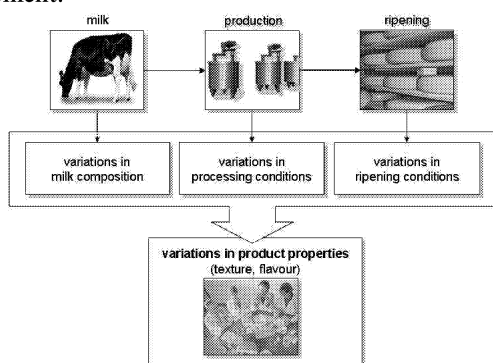 milk
production
ripening
variations in
milk composition
variations in
processing conditions
variations in
ripening conditions
variations in product properties
(texture, flavour)